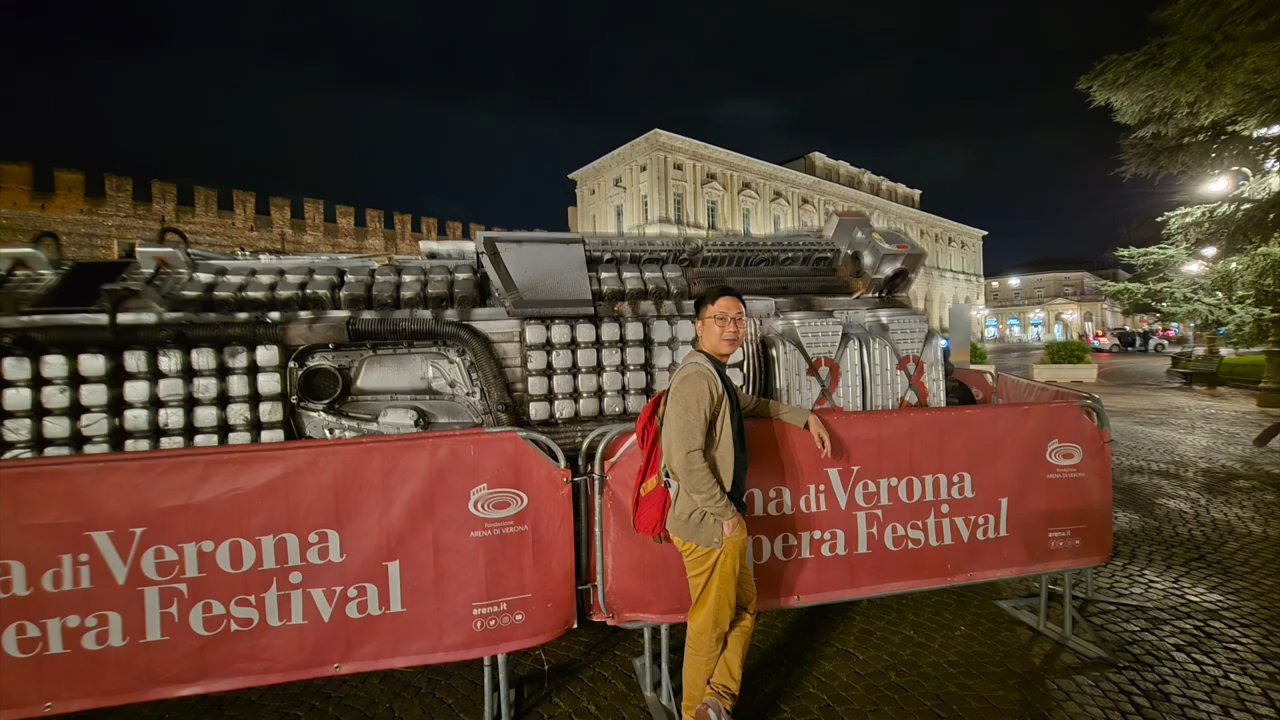 a di Verona
era Festival
Fondazione
ARENA DI VERONA
arena.it
na di Verona
pera Festival
Fondazione
ARENA DI VERONA
arena.it